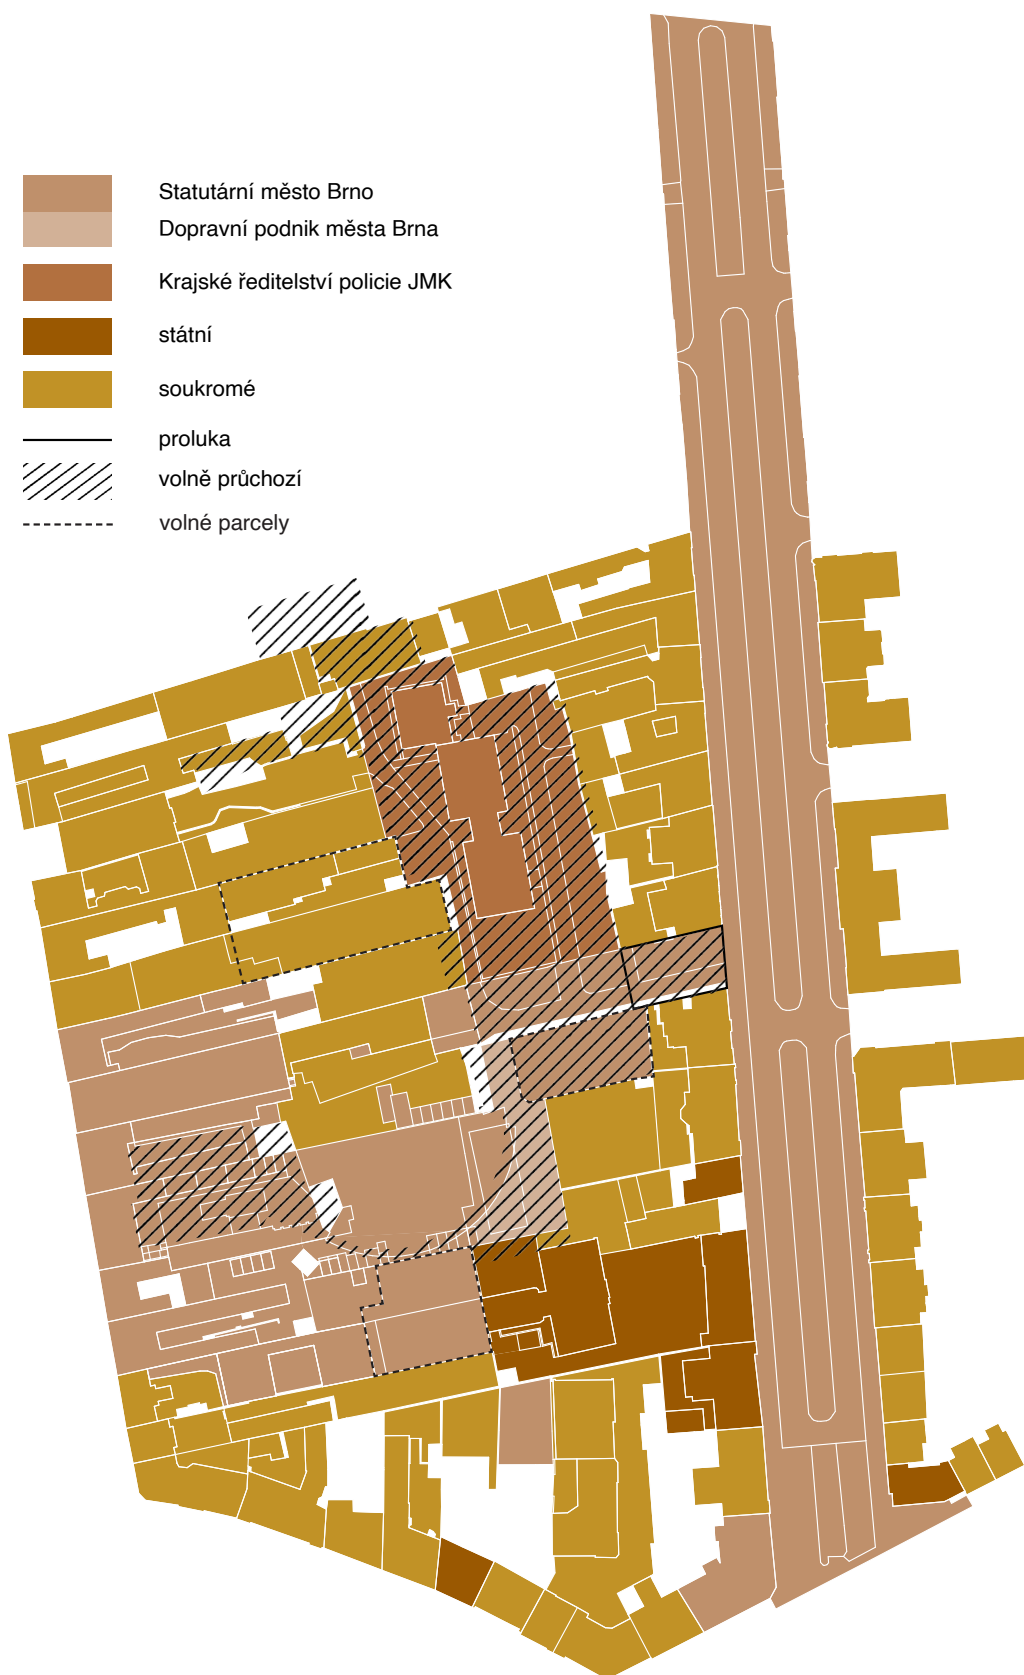 Statutární město Brno
Dopravní podnik města Brna
Krajské ředitelství policie JMK
státní
soukromé
proluka
volně průchozí
volné parcely